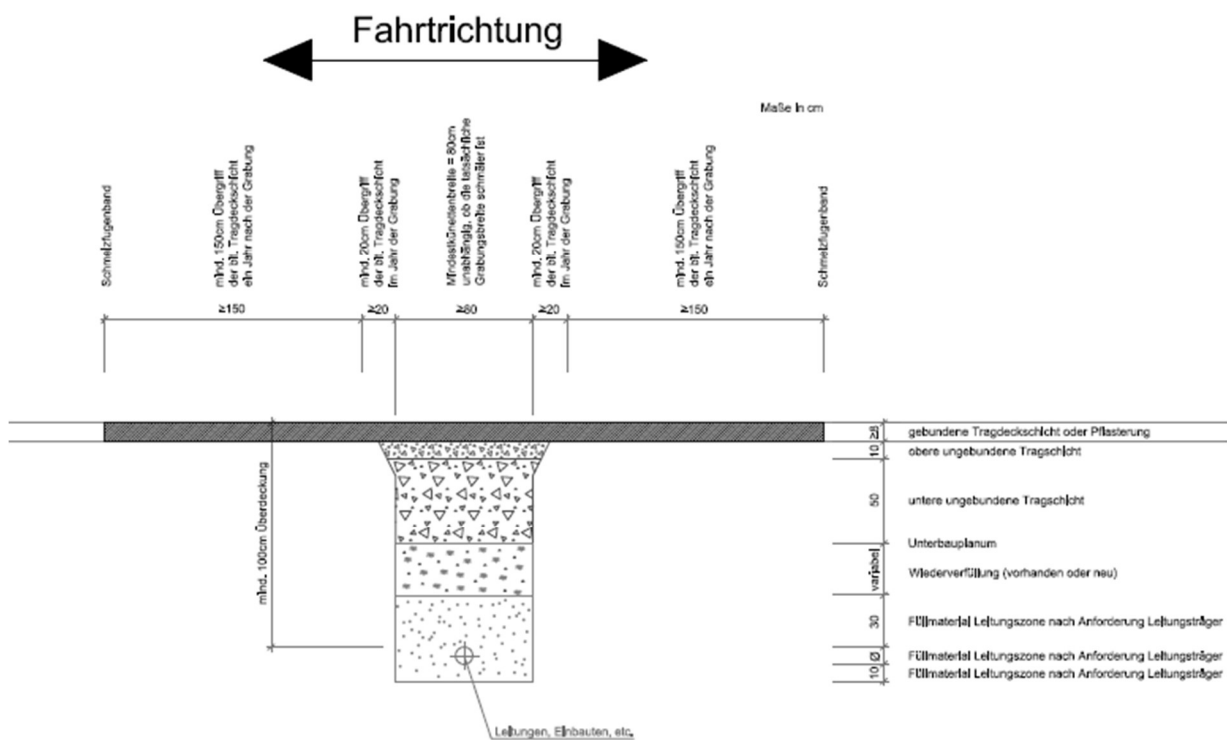 Fahrtrichtung
Maße in cm
Schmelzfugenband
mind. 150cm Übergriff
der bit. Tragdeckschicht
ein Jahr nach der Grabung
mind. 20cm Übergriff
der bit. Tragdeckschicht
im Jahr der Grabung
Mindestkünettenbreite = 80cm
unabhängig, ob die tatsächliche
Grabungsbreite schmäler ist
mind. 20cm Übergriff
der bit. Tragdeckschicht
im Jahr der Grabung
mind. 150cm Übergriff
der bit. Tragdeckschicht
ein Jahr nach der Grabung
Schmelzfugenband
≥150
≥20
≥80
≥20
≥150
≥8
gebundene Tragdeckschicht oder Pflasterung
10
obere ungebundene Tragschicht
50
untere ungebundene Tragschicht
mind. 100cm Überdeckung
Unterbauplanum
variabel
Wiederverfüllung (vorhanden oder neu)
30
Füllmaterial Leitungszone nach Anforderung Leitungsträger
Ø
Füllmaterial Leitungszone nach Anforderung Leitungsträger
10
Füllmaterial Leitungszone nach Anforderung Leitungsträger
Leitungen, Einbauten, etc.